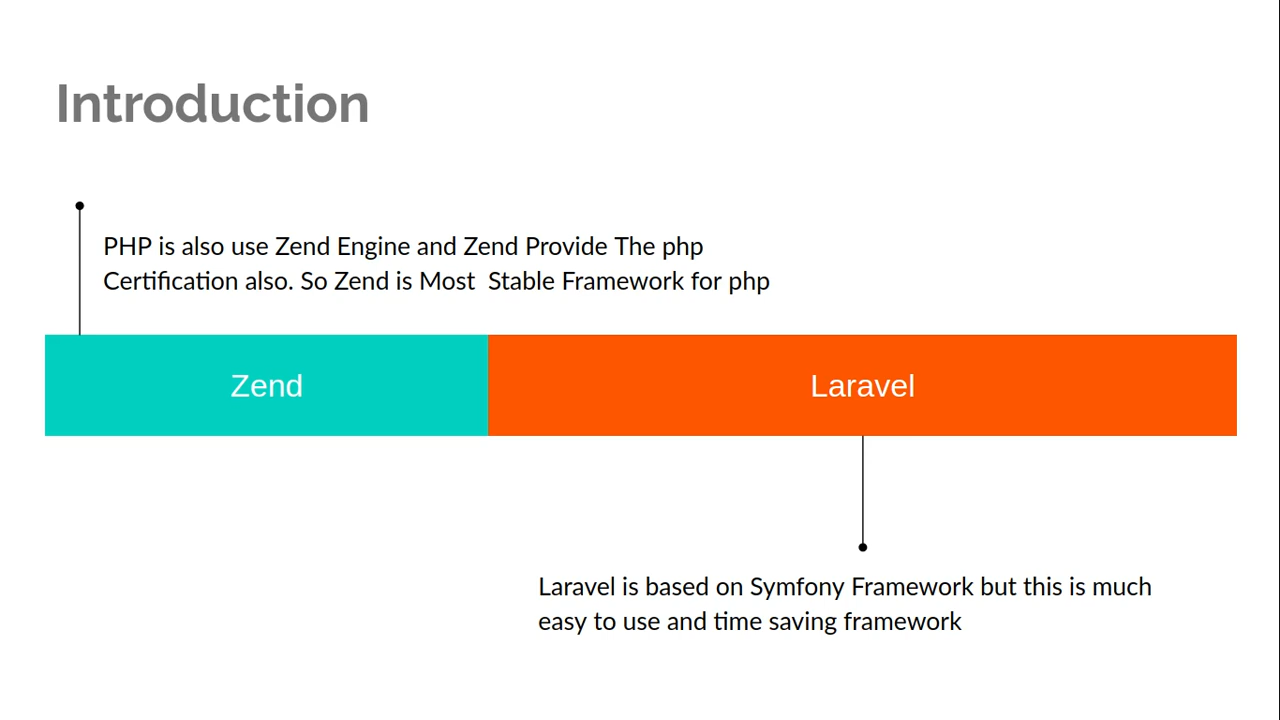 Introduction
PHP is also use Zend Engine and Zend Provide The php
Certification also. So Zend is Most  Stable Framework for php
Zend
Laravel
Laravel is based on Symfony Framework but this is much
easy to use and time saving framework